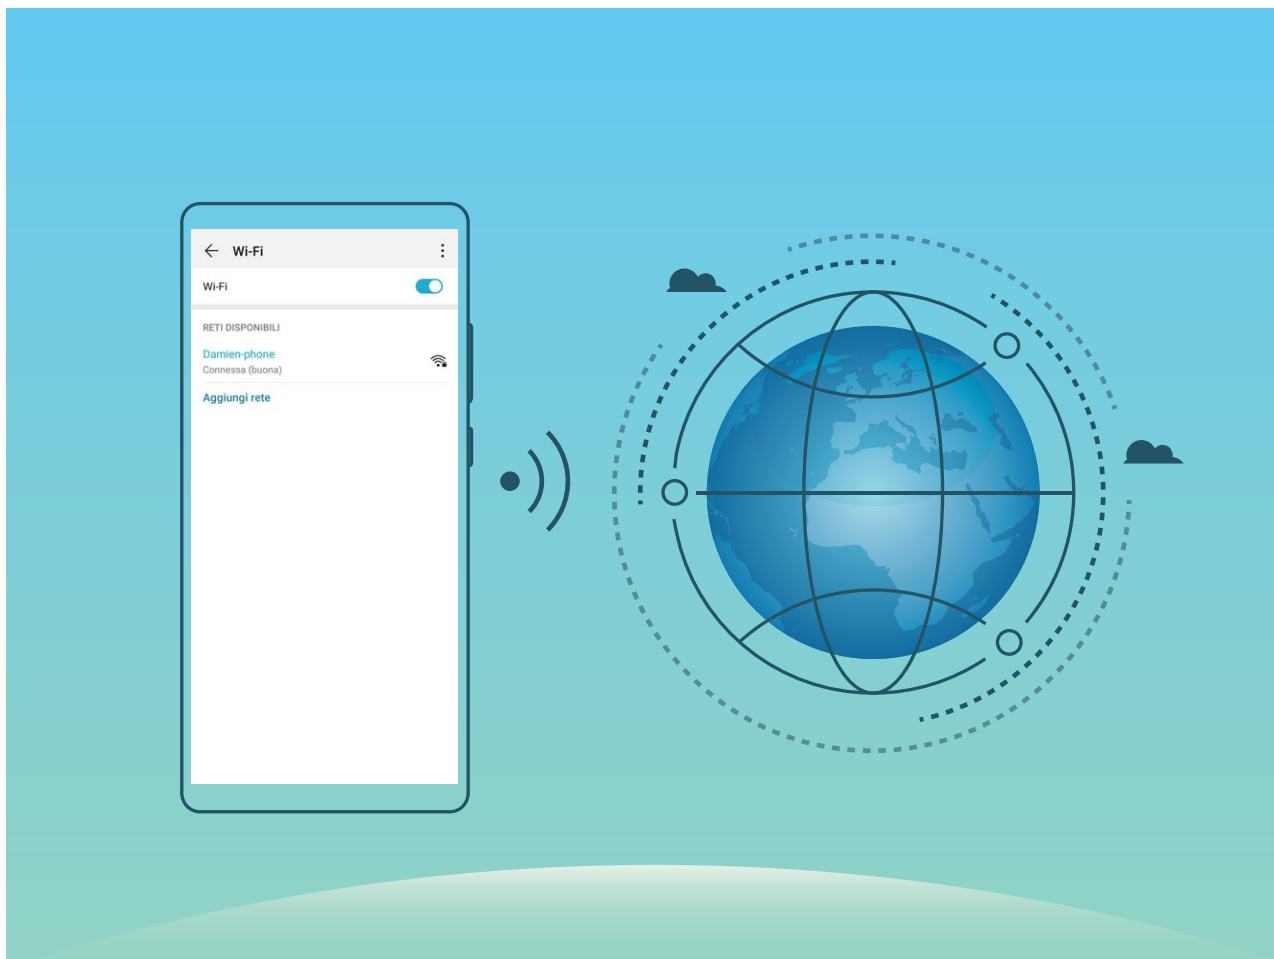 Wi-Fi
Wi-Fi
RETI DISPONIBILI
Damien-phone
Connessa (buona)
Aggiungi rete